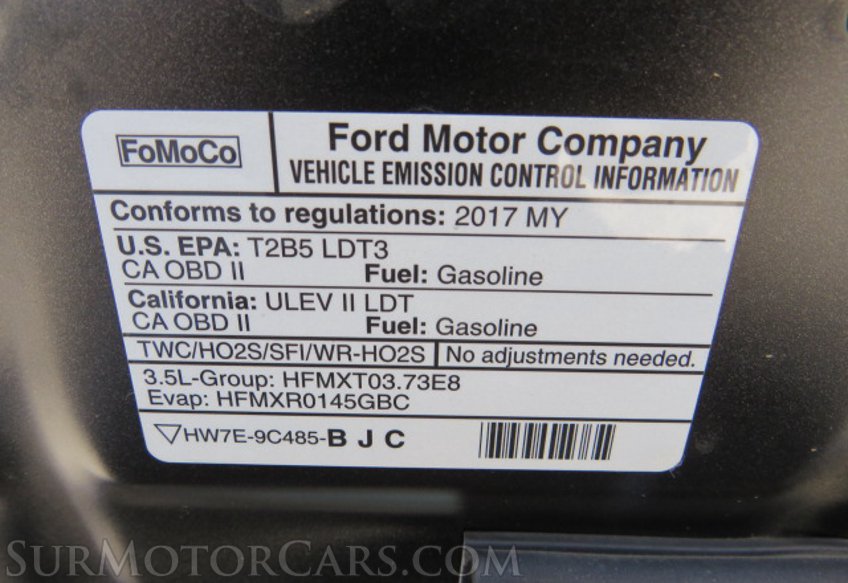 FoMoCo
Ford Motor Company
VEHICLE EMISSION CONTROL INFORMATION
Conforms to regulations: 2017 MY
U.S. EPA: T2B5 LDT3
CA OBD II Fuel: Gasoline
California: ULEV II LDT
CA OBD II Fuel: Gasoline
TWC/HO2S/SFI/WR-HO2S No adjustments needed.
3.5L-Group: HFMXT03.73E8
Evap: HFMXR0145GBC
HW7E-9C485-B J C
SURMOTORCARS.COM